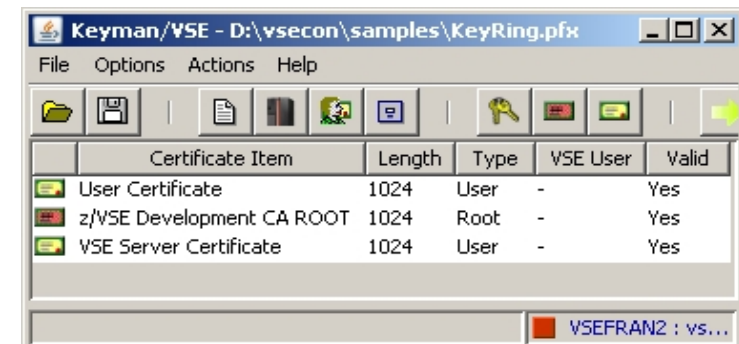 Keyman/VSE - D:\vsecon\samples\KeyRing.pfx
File Options Actions Help
Certificate Item Length Type VSE User Valid
User Certificate 1024 User - Yes
z/VSE Development CA ROOT 1024 Root - Yes
VSE Server Certificate 1024 User - Yes
VSEFRAN2 : vs...